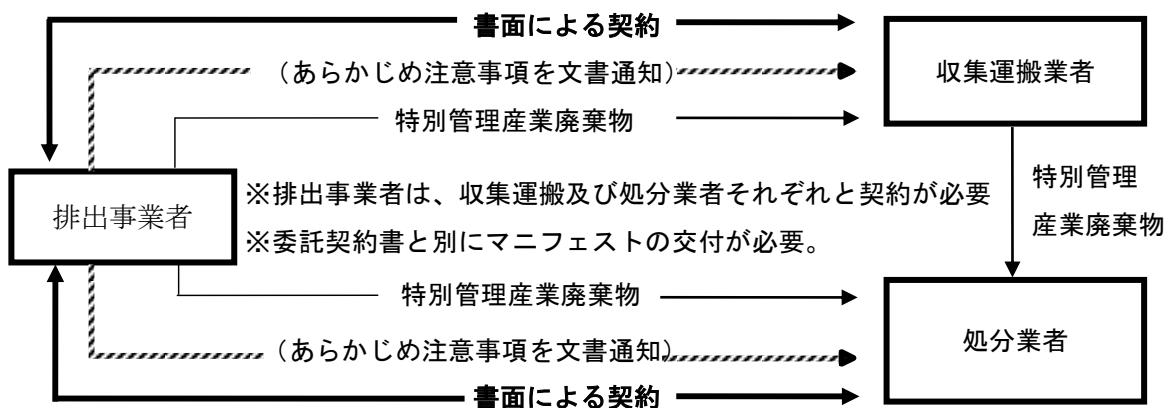 書面による契約
（あらかじめ注意事項を文書通知）
収集運搬業者
特別管理産業廃棄物
排出事業者
※排出事業者は、収集運搬及び処分業者それぞれと契約が必要
※委託契約書と別にマニフェストの交付が必要。
特別管理
産業廃棄物
特別管理産業廃棄物
（あらかじめ注意事項を文書通知）
処分業者
書面による契約